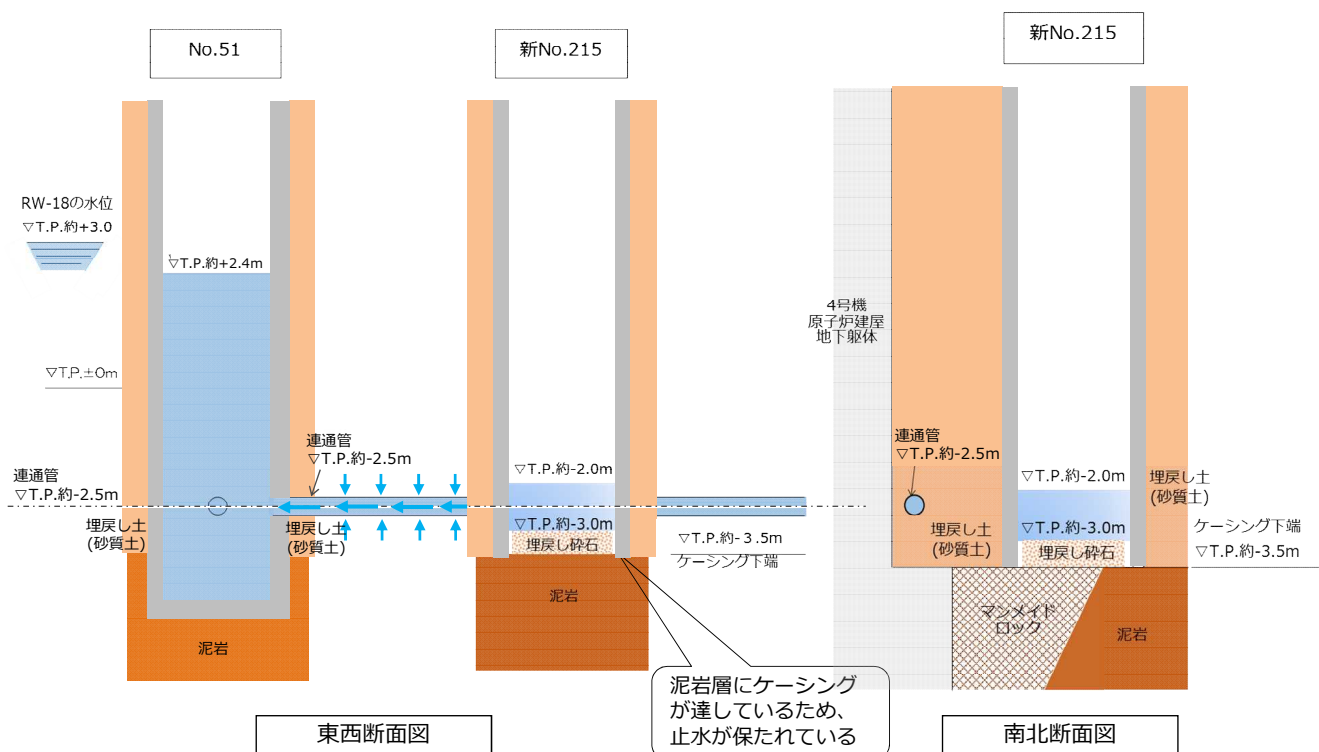 No.51
新No.215
新No.215
RW-18の水位
▽T.P.約+3.0
▽T.P.約+2.4m
▽T.P.±0m
4号機
原子炉建屋
地下躯体
連通管
▽T.P.約-2.5m
連通管
▽T.P.約-2.5m
連通管
▽T.P.約-2.5m
▽T.P.約-2.0m
▽T.P.約-2.0m
埋戻し土
(砂質土)
埋戻し土
(砂質土)
▽T.P.約-3.0m
埋戻し砕石
▽T.P.約-3.5m
ケーシング下端
埋戻し土
(砂質土)
▽T.P.約-3.0m
埋戻し砕石
埋戻し土
(砂質土)
ケーシング下端
▽T.P.約-3.5m
泥岩
泥岩
マンメイド
ロック
泥岩
泥岩層にケーシング
が達しているため、
止水が保たれている
東西断面図
南北断面図